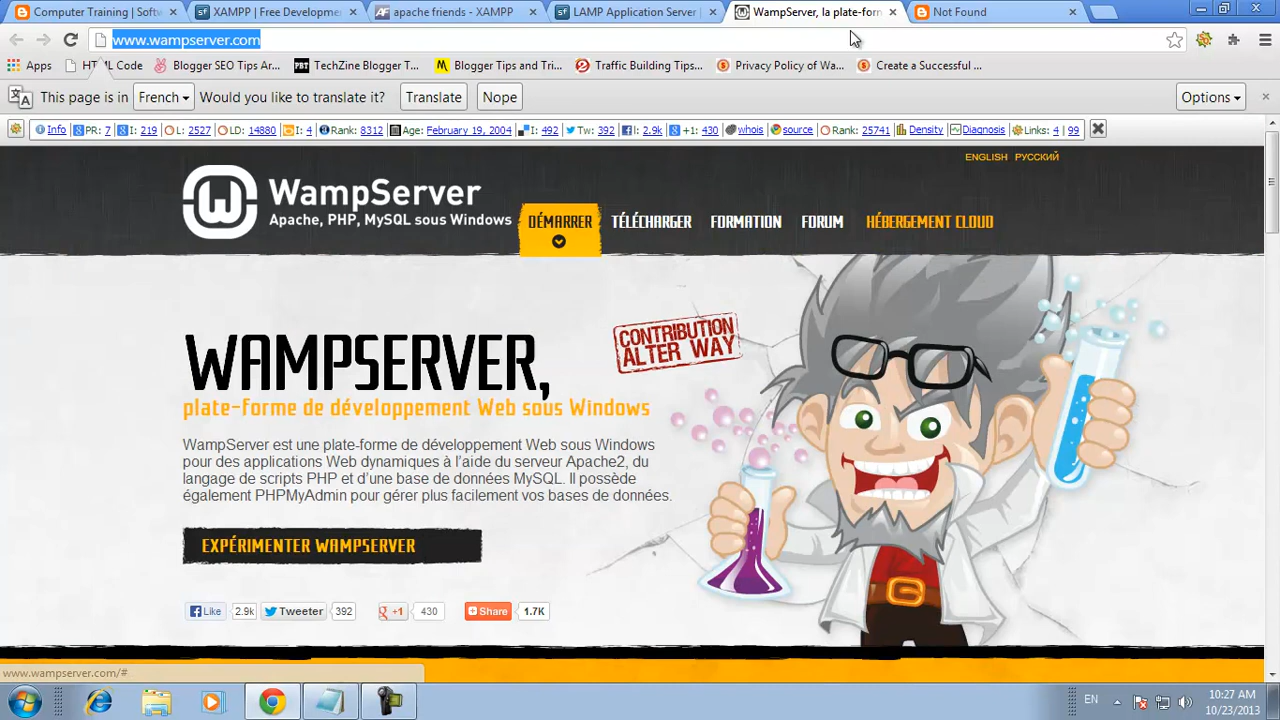 Computer Training | Softw
XAMPP | Free Developme
apache friends - XAMPP
LAMP Application Server |
WampServer, la plate-forn
Not Found
www.wampserver.com
Apps
HTML Code
Blogger SEO Tips Ar...
TechZine Blogger T...
Blogger Tips and Tri...
Traffic Building Tips...
Privacy Policy of Wa...
Create a Successful ...
This page is in French Would you like to translate it? Translate Nope Options
Info PR: 7 I: 219 L: 2527 LD: 14880 I: 4 Rank: 8312 Age: February 19, 2004 I: 492 Tw: 392 l: 2.9k +1: 430 whois source Rank: 25741 Density Diagnosis Links: 4 | 99
ENGLISH РУССКИЙ
WampServer
Apache, PHP, MySQL sous Windows
DÉMARRER TÉLÉCHARGER FORMATION FORUM HÉBERGEMENT CLOUD
CONTRIBUTION
ALTER WAY
WAMPSERVER,
plate-forme de développement Web sous Windows
WampServer est une plate-forme de développement Web sous Windows
pour des applications Web dynamiques à l'aide du serveur Apache2, du
langage de scripts PHP et d'une base de données MySQL. Il possède
également PHPMyAdmin pour gérer plus facilement vos bases de données.
EXPÉRIMENTER WAMPSERVER
Like 2.9k Tweeter 392 +1 430 Share 1.7K
www.wampserver.com/#
EN
10:27 AM
10/23/2013